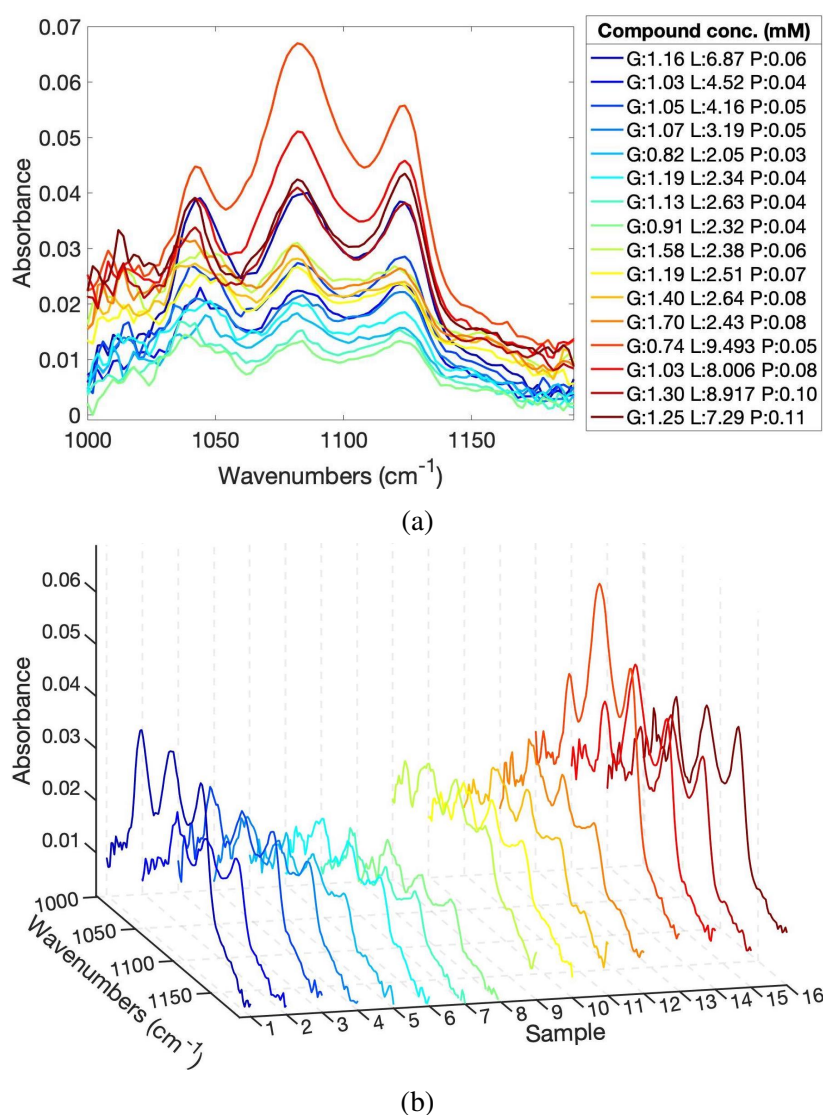 0.07
0.06
0.05
0.04
0.03
0.02
0.01
0
Absorbance
1000 1050 1100 1150
Wavenumbers (cm⁻¹)
Compound conc. (mM)
G:1.16 L:6.87 P:0.06
G:1.03 L:4.52 P:0.04
G:1.05 L:4.16 P:0.05
G:1.07 L:3.19 P:0.05
G:0.82 L:2.05 P:0.03
G:1.19 L:2.34 P:0.04
G:1.13 L:2.63 P:0.04
G:0.91 L:2.32 P:0.04
G:1.58 L:2.38 P:0.06
G:1.19 L:2.51 P:0.07
G:1.40 L:2.64 P:0.08
G:1.70 L:2.43 P:0.08
G:0.74 L:9.493 P:0.05
G:1.03 L:8.006 P:0.08
G:1.30 L:8.917 P:0.10
G:1.25 L:7.29 P:0.11
(a)
0.06
0.05
0.04
0.03
0.02
0.01
Absorbance
1000
1050
1100
1150
Wavenumbers (cm⁻¹)
1 2 3 4 5 6 7 8 9 10 11 12 13 14 15 16
Sample
(b)